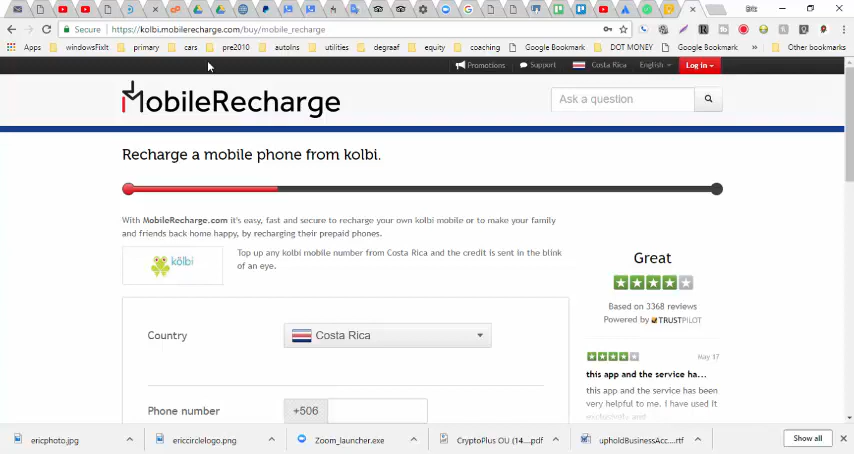 Secure https://kolbi.mobilerecharge.com/buy/mobile_recharge
Apps windowsFixIt primary cars pre2010 autoIns utilities degraaf equity coaching Google Bookmark DOT MONEY Google Bookmark Other bookmarks
Promotions Support Costa Rica English Log in
MobileRecharge
Ask a question
Recharge a mobile phone from kolbi.
With MobileRecharge.com it's easy, fast and secure to recharge your own kolbi mobile or to make your family
and friends back home happy, by recharging their prepaid phones.
kölbi
Top up any kolbi mobile number from Costa Rica and the credit is sent in the blink
of an eye.
Great
Based on 3368 reviews
Powered by TRUSTPILOT
Country Costa Rica
May 17
this app and the service ha...
this app and the service has been
very helpful to me. I have used it
Phone number +506
ericphoto.jpg ericcirclelogo.png Zoom_launcher.exe CryptoPlus OU (14....pdf upholdBusinessAcc....rtf Show all